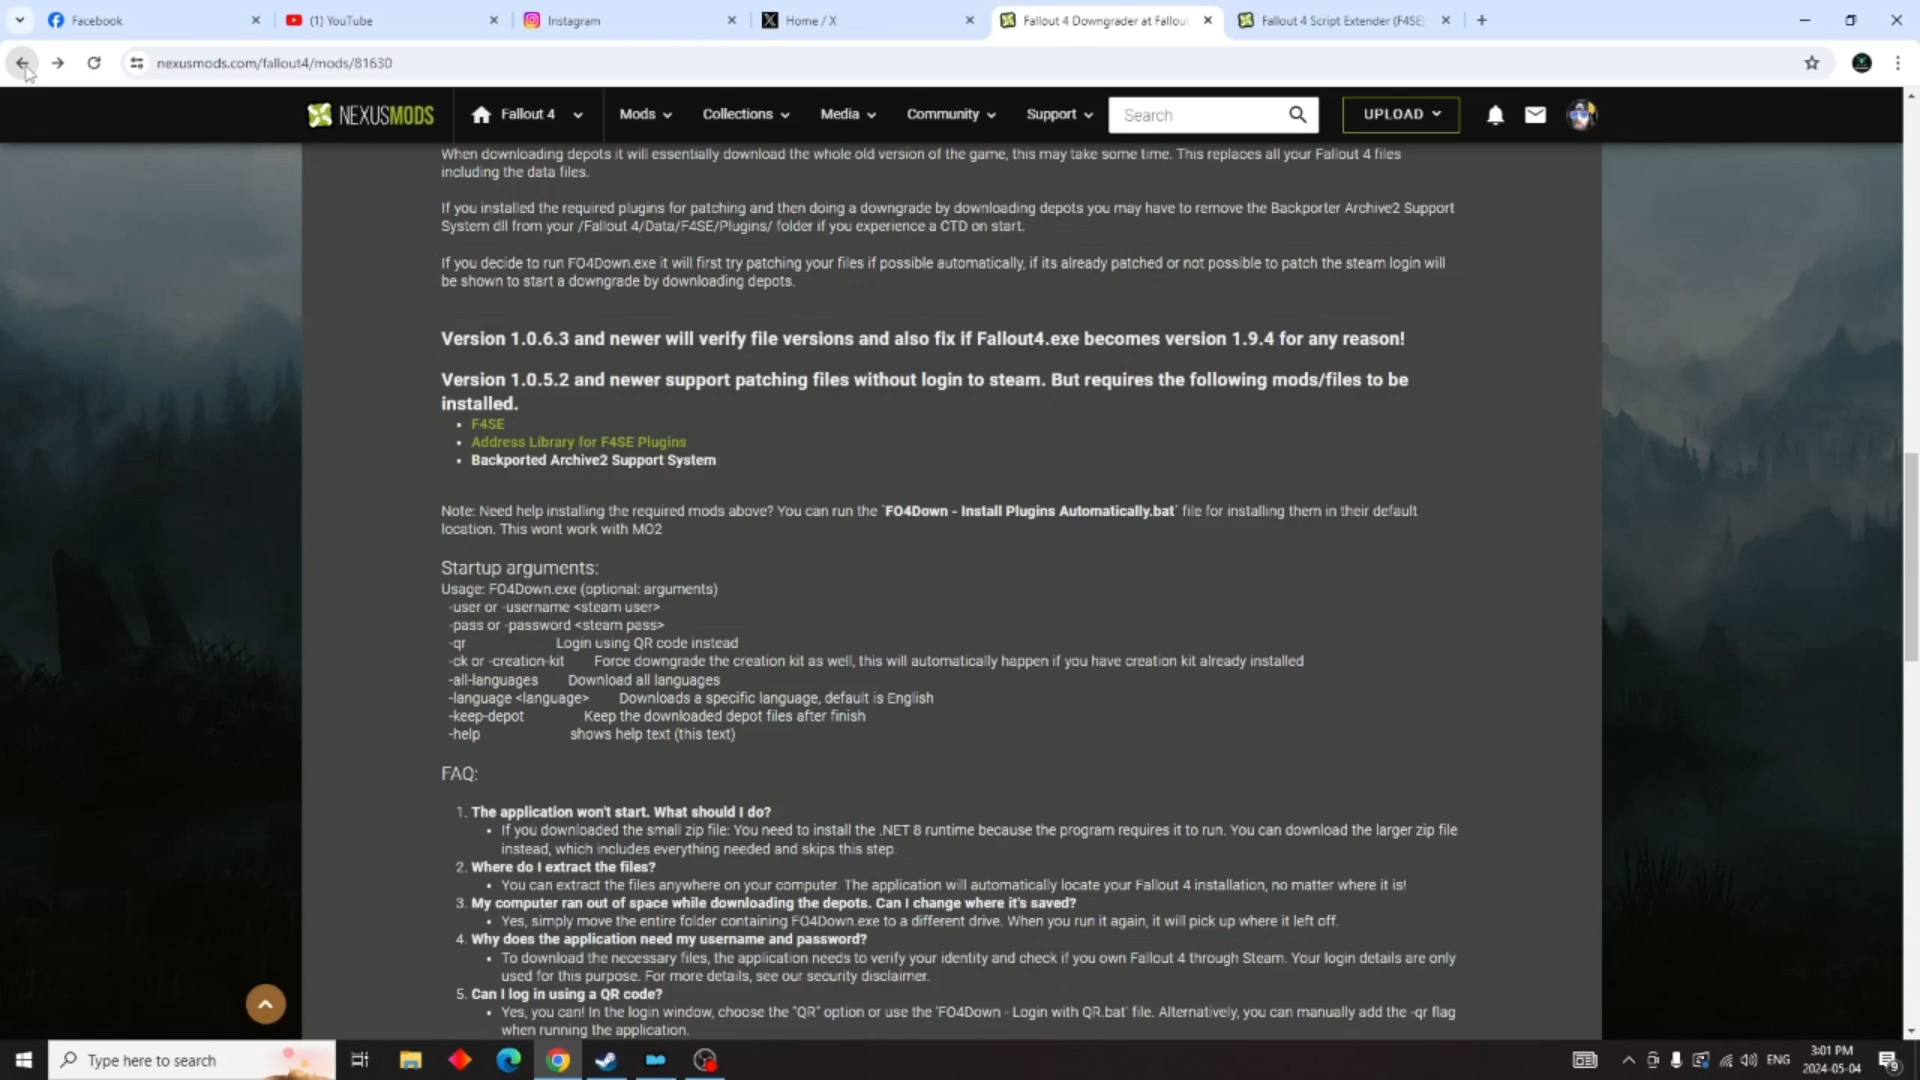 Facebook
(1) YouTube
Instagram
Home / X
Fallout 4 Downgrader at Fallout
Fallout 4 Script Extender (F4SE)
nexusmods.com/fallout4/mods/81630
NEXUSMODS
Fallout 4
Mods
Collections
Media
Community
Support
Search
UPLOAD
When downloading depots it will essentially download the whole old version of the game, this may take some time. This replaces all your Fallout 4 files
including the data files.
If you installed the required plugins for patching and then doing a downgrade by downloading depots you may have to remove the Backporter Archive2 Support
System dll from your /Fallout 4/Data/F4SE/Plugins/ folder if you experience a CTD on start.
If you decide to run FO4Down.exe it will first try patching your files if possible automatically, if its already patched or not possible to patch the steam login will
be shown to start a downgrade by downloading depots.
Version 1.0.6.3 and newer will verify file versions and also fix if Fallout4.exe becomes version 1.9.4 for any reason!
Version 1.0.5.2 and newer support patching files without login to steam. But requires the following mods/files to be
installed.
• F4SE
• Address Library for F4SE Plugins
• Backported Archive2 Support System
Note: Need help installing the required mods above? You can run the `FO4Down - Install Plugins Automatically.bat` file for installing them in their default
location. This wont work with MO2
Startup arguments:
Usage: FO4Down.exe (optional: arguments)
-user or -username <steam user>
-pass or -password <steam pass>
-qr Login using QR code instead
-ck or -creation-kit Force downgrade the creation kit as well, this will automatically happen if you have creation kit already installed
-all-languages Download all languages
-language <language> Downloads a specific language, default is English
-keep-depot Keep the downloaded depot files after finish
-help shows help text (this text)
FAQ:
1. The application won't start. What should I do?
• If you downloaded the small zip file: You need to install the .NET 8 runtime because the program requires it to run. You can download the larger zip file
instead, which includes everything needed and skips this step.
2. Where do I extract the files?
• You can extract the files anywhere on your computer. The application will automatically locate your Fallout 4 installation, no matter where it is!
3. My computer ran out of space while downloading the depots. Can I change where it's saved?
• Yes, simply move the entire folder containing FO4Down.exe to a different drive. When you run it again, it will pick up where it left off.
4. Why does the application need my username and password?
• To download the necessary files, the application needs to verify your identity and check if you own Fallout 4 through Steam. Your login details are only
used for this purpose. For more details, see our security disclaimer.
5. Can I log in using a QR code?
• Yes, you can! In the login window, choose the "QR" option or use the 'FO4Down - Login with QR.bat' file. Alternatively, you can manually add the -qr flag
when running the application.
Type here to search
ENG
3:01 PM
2024-05-04
9